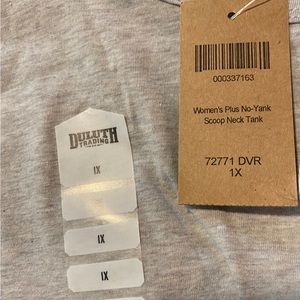 DULUTH
TRADING
1X
1X
1X
000337163
Women's Plus No-Yank
Scoop Neck Tank
72771 DVR
1X